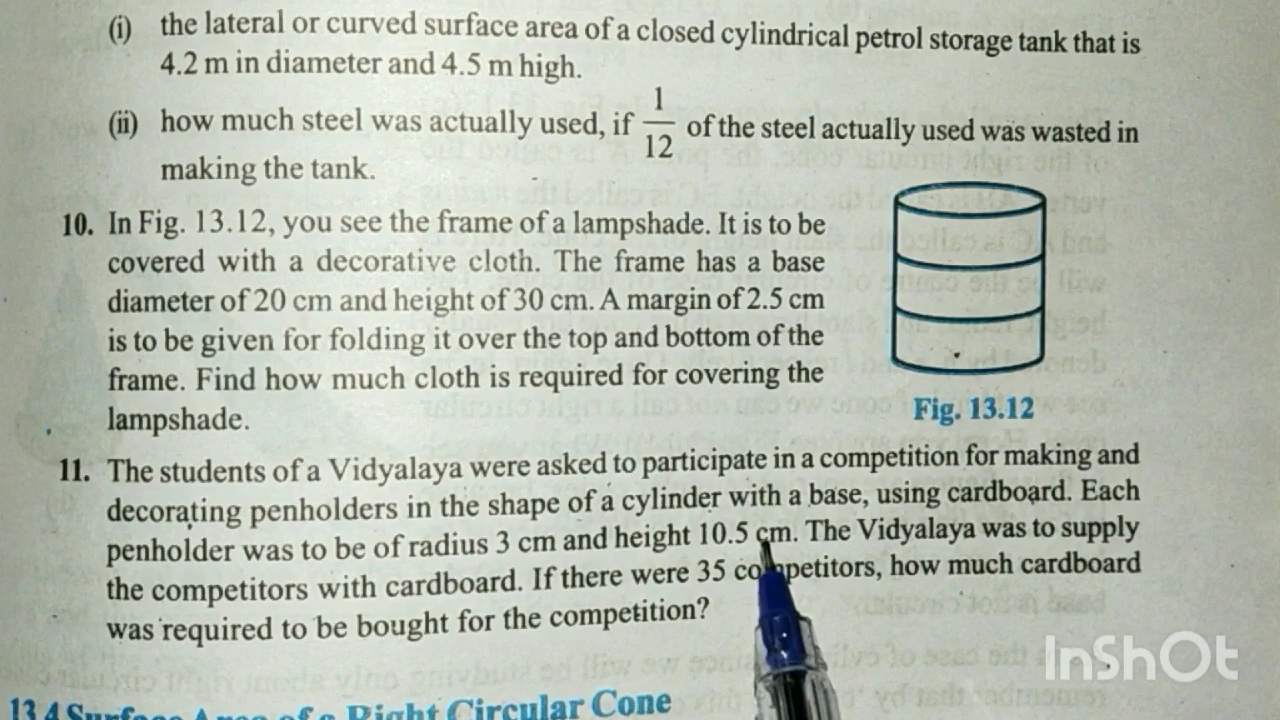 (i) the lateral or curved surface area of a closed cylindrical petrol storage tank that is
4.2 m in diameter and 4.5 m high.
(ii) how much steel was actually used, if 1/12 of the steel actually used was wasted in
making the tank.
10. In Fig. 13.12, you see the frame of a lampshade. It is to be
covered with a decorative cloth. The frame has a base
diameter of 20 cm and height of 30 cm. A margin of 2.5 cm
is to be given for folding it over the top and bottom of the
frame. Find how much cloth is required for covering the
lampshade.
Fig. 13.12
11. The students of a Vidyalaya were asked to participate in a competition for making and
decorating penholders in the shape of a cylinder with a base, using cardboard. Each
penholder was to be of radius 3 cm and height 10.5 cm. The Vidyalaya was to supply
the competitors with cardboard. If there were 35 competitors, how much cardboard
was required to be bought for the competition?
InShOt
13.4 Surface Area of a Right Circular Cone